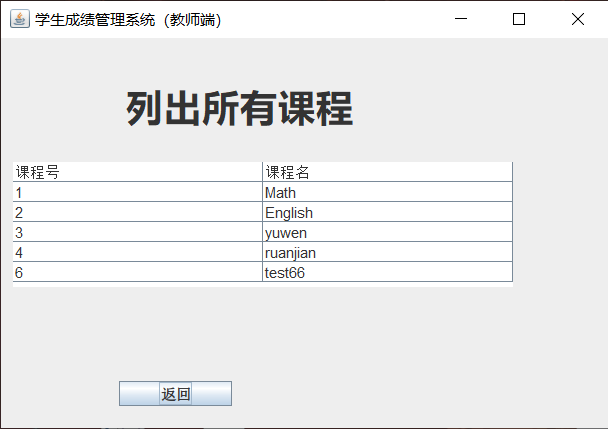 学生成绩管理系统（教师端）
列出所有课程
课程号 课程名
1 Math
2 English
3 yuwen
4 ruanjian
6 test66
返回